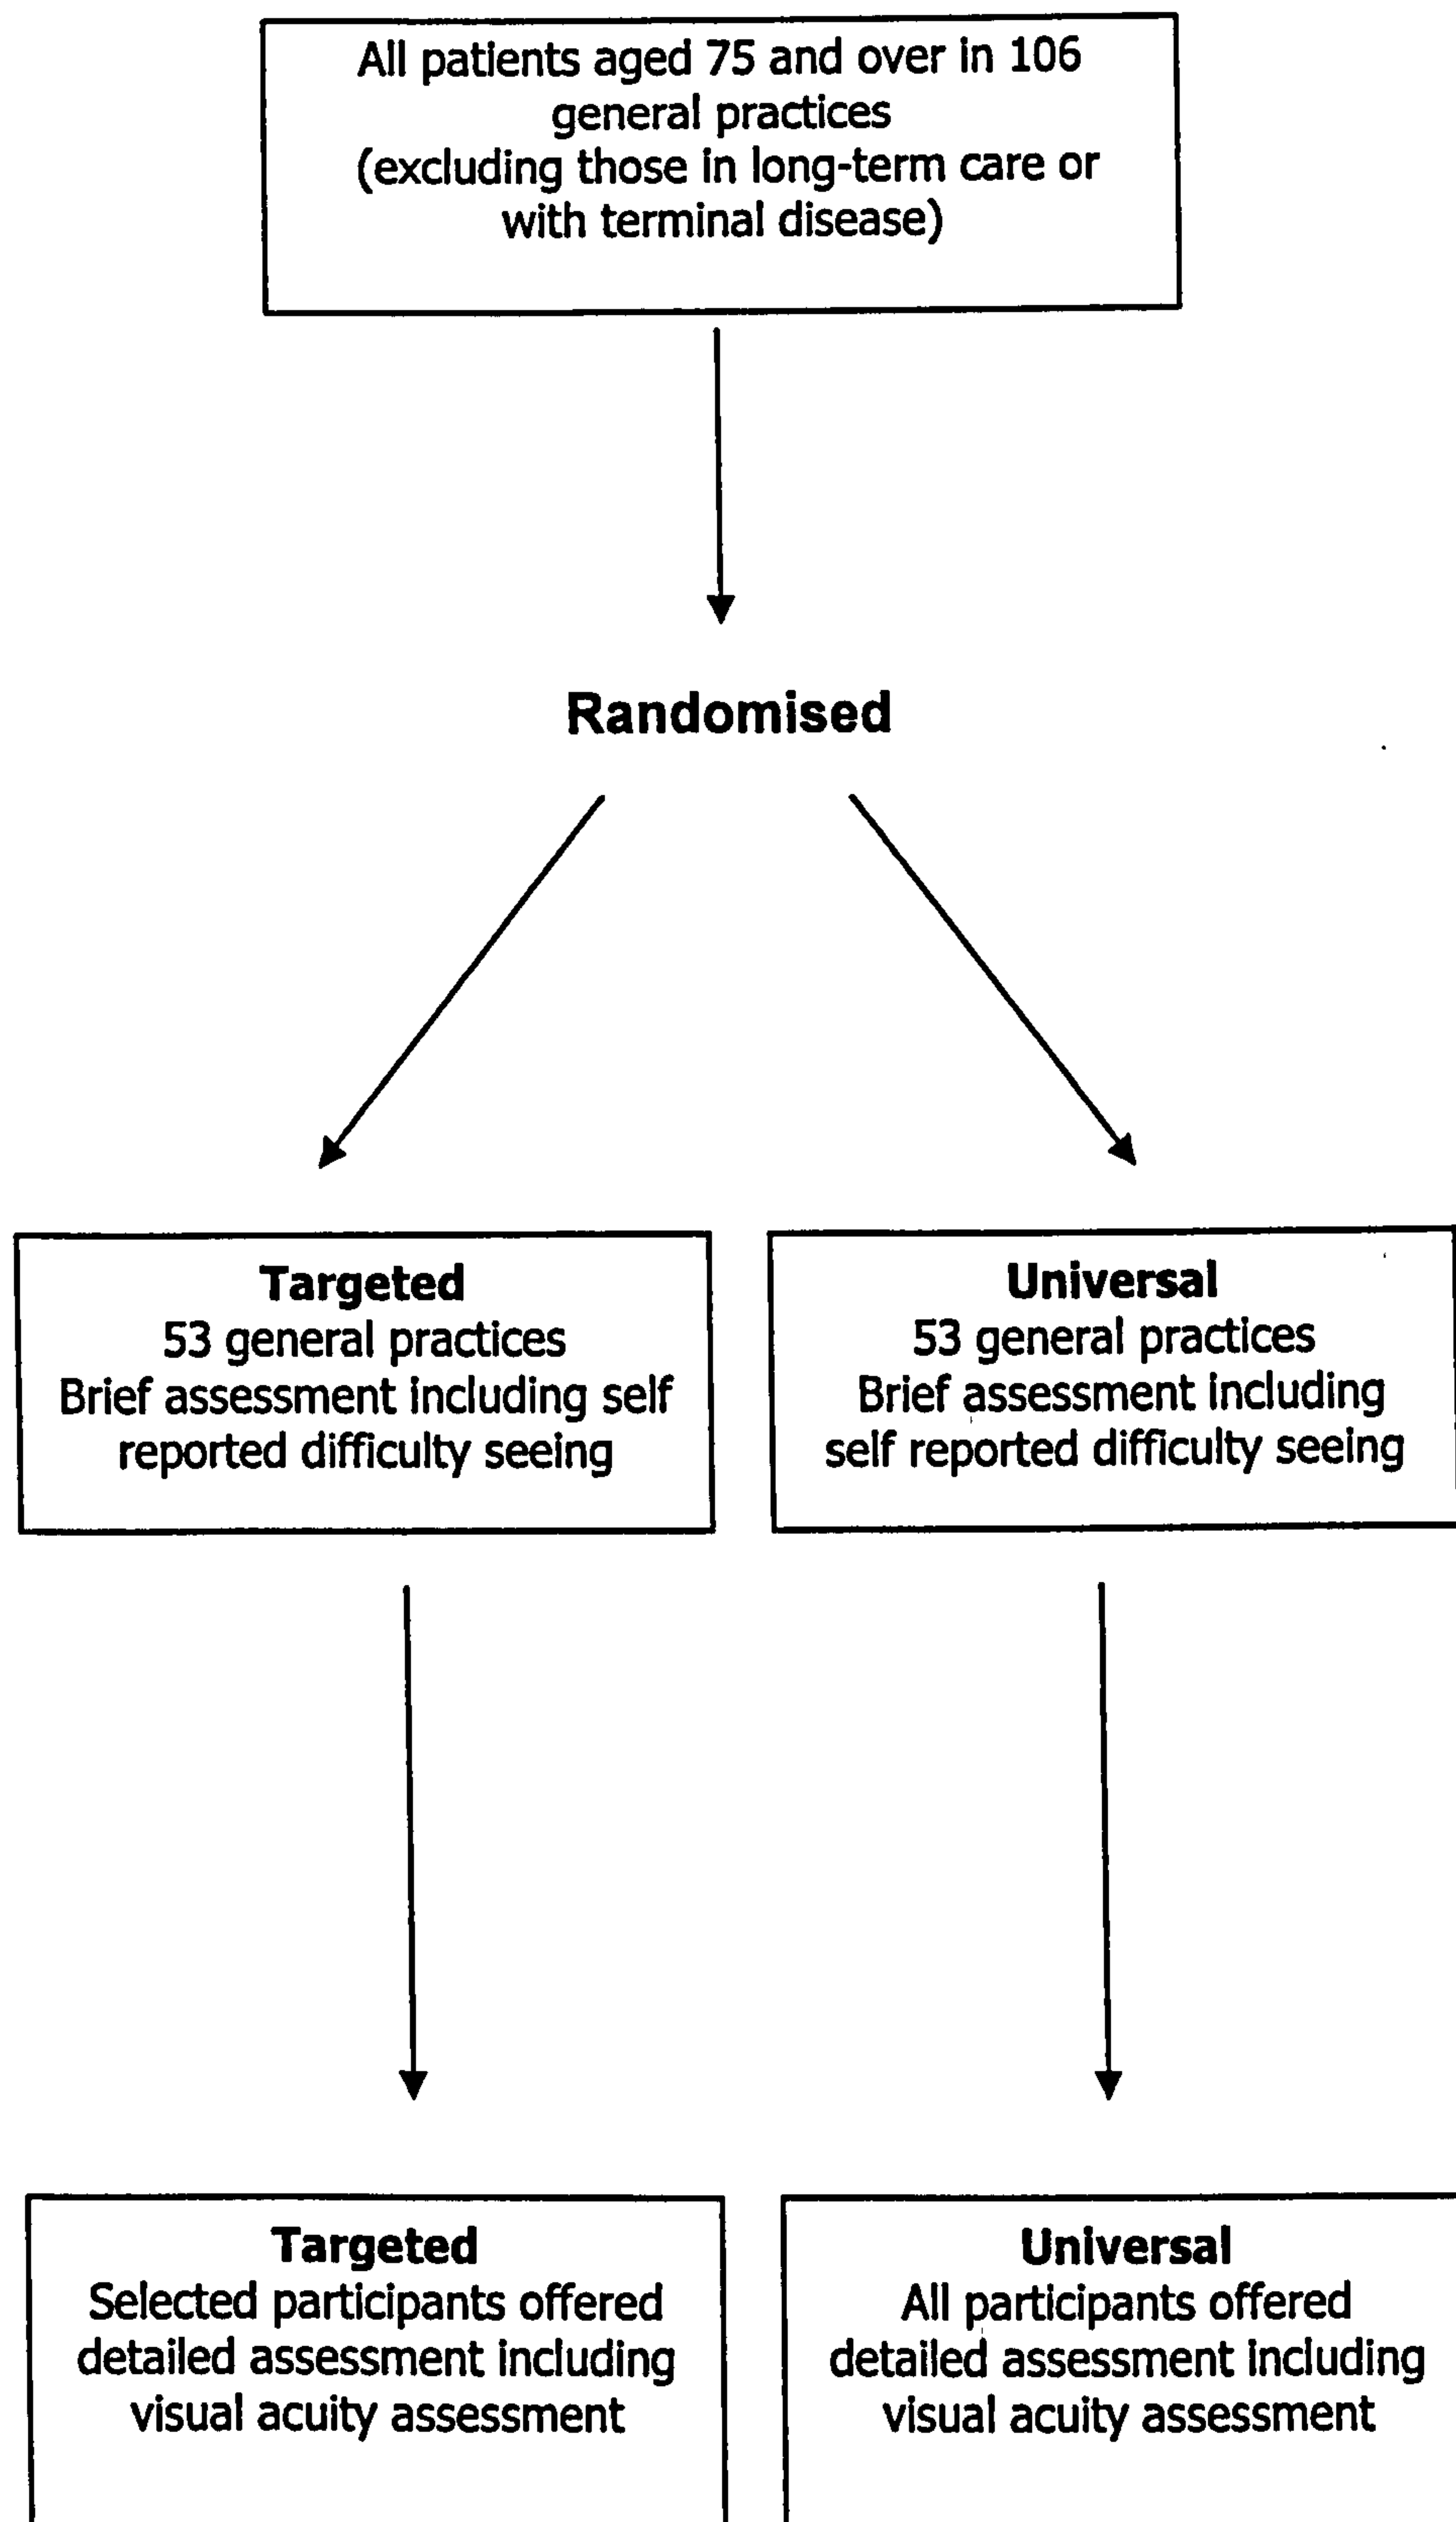 All patients aged 75 and over in 106
general practices
(excluding those in long-term care or
with terminal disease)
Randomised
Targeted
53 general practices
Brief assessment including self
reported difficulty seeing
Universal
53 general practices
Brief assessment including
self reported difficulty seeing
Targeted
Selected participants offered
detailed assessment including
visual acuity assessment
Universal
All participants offered
detailed assessment including
visual acuity assessment